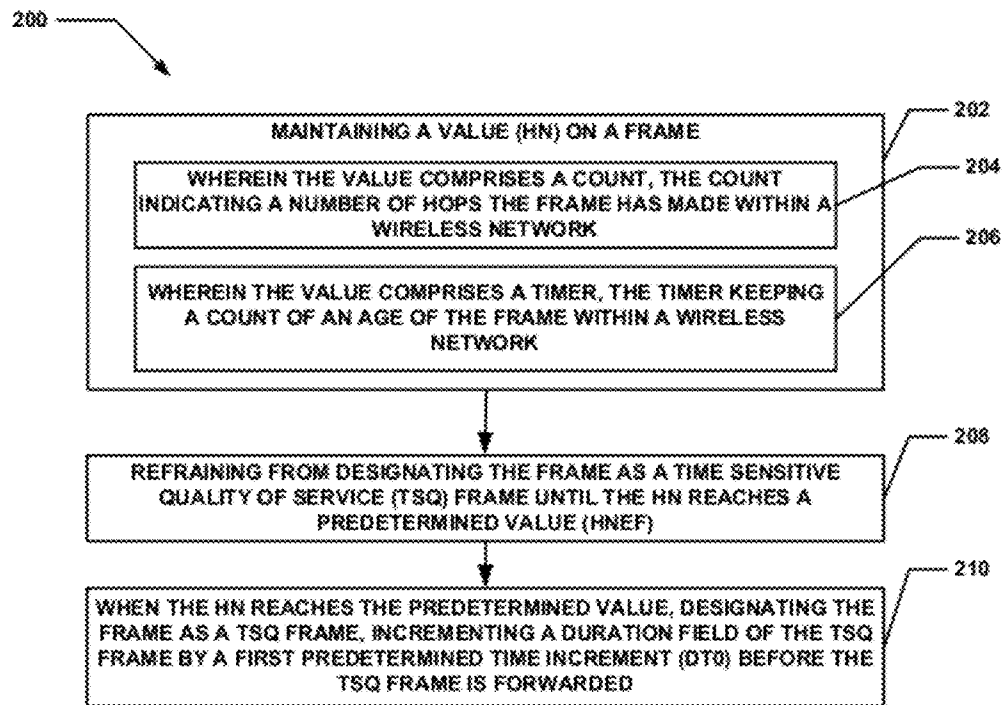 200
202
MAINTAINING A VALUE (HN) ON A FRAME
204
WHEREIN THE VALUE COMPRISES A COUNT, THE COUNT
INDICATING A NUMBER OF HOPS THE FRAME HAS MADE WITHIN A
WIRELESS NETWORK
206
WHEREIN THE VALUE COMPRISES A TIMER, THE TIMER KEEPING
A COUNT OF AN AGE OF THE FRAME WITHIN A WIRELESS
NETWORK
208
REFRAINING FROM DESIGNATING THE FRAME AS A TIME SENSITIVE
QUALITY OF SERVICE (TSQ) FRAME UNTIL THE HN REACHES A
PREDETERMINED VALUE (HNEF)
210
WHEN THE HN REACHES THE PREDETERMINED VALUE, DESIGNATING THE
FRAME AS A TSQ FRAME, INCREMENTING A DURATION FIELD OF THE TSQ
FRAME BY A FIRST PREDETERMINED TIME INCREMENT (DT0) BEFORE THE
TSQ FRAME IS FORWARDED